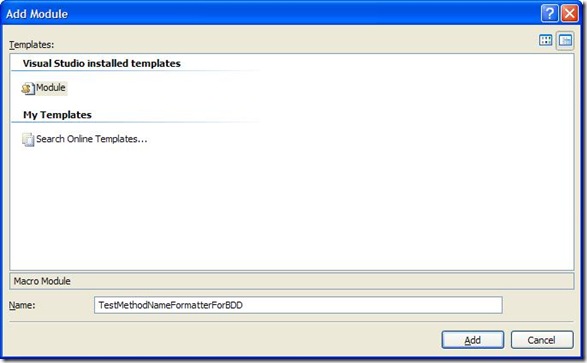 Add Module
Templates:
Visual Studio installed templates
Module
My Templates
Search Online Templates...
Macro Module
Name:
TestMethodNameFormatterForBDD
Add
Cancel